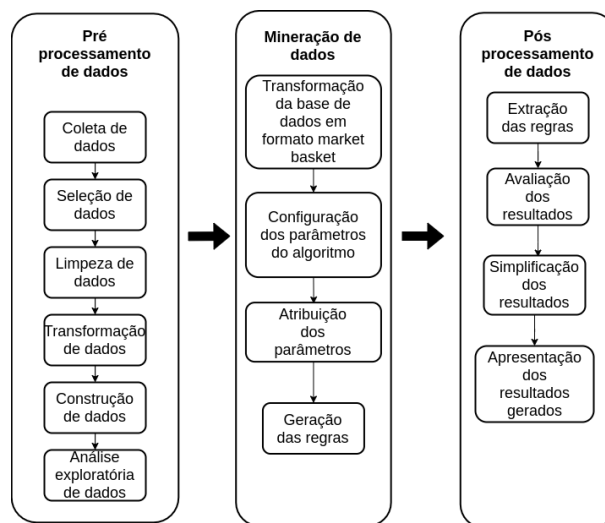 Pré
processamento
de dados
Coleta de
dados
Seleção de
dados
Limpeza de
dados
Transformação
de dados
Construção
de dados
Análise
exploratória
de dados
Mineração de
dados
Transformação
da base de
dados em
formato market
basket
Configuração
dos parâmetros
do algoritmo
Atribuição
dos
parâmetros
Geração
das regras
Pós
processamento
de dados
Extração
das regras
Avaliação
dos
resultados
Simplificação
dos
resultados
Apresentação
dos
resultados
gerados